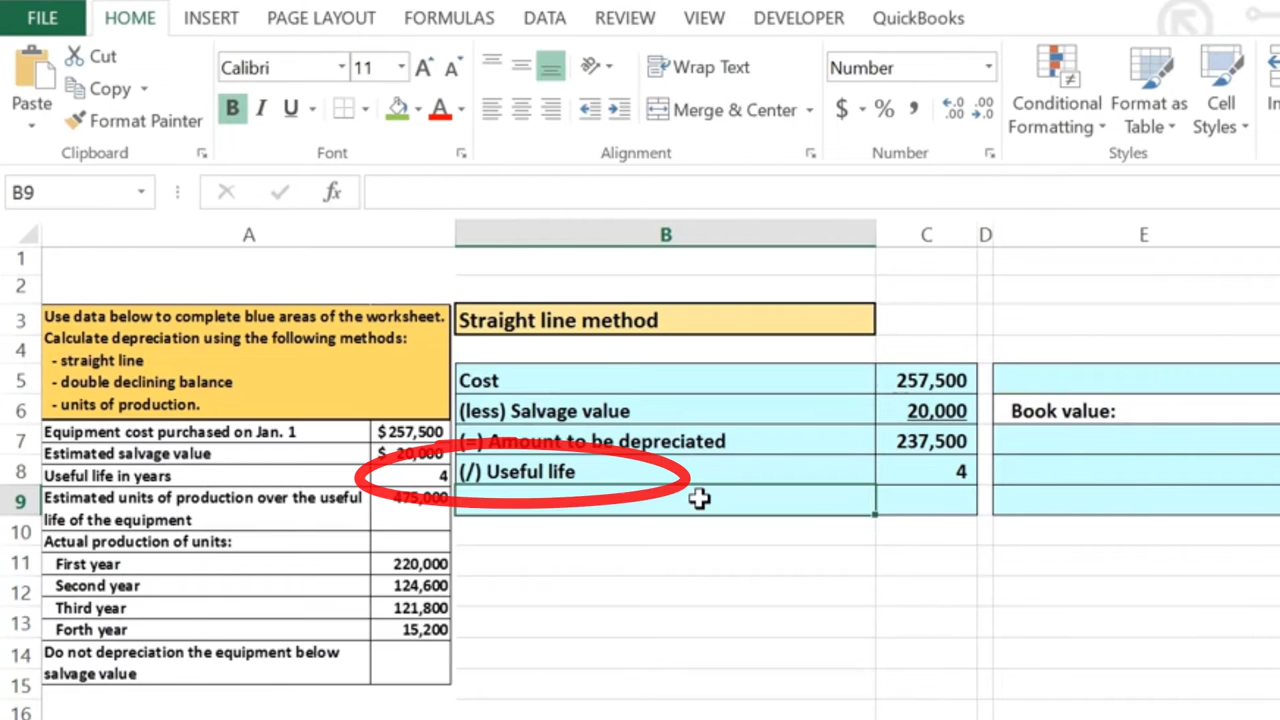 FILE HOME INSERT PAGE LAYOUT FORMULAS DATA REVIEW VIEW DEVELOPER QuickBooks
Paste
Cut
Copy
Format Painter
Clipboard
Calibri 11
B I U
Font
Wrap Text
Merge & Center
Alignment
Number
$ % ,
Number
Conditional Formatting
Format as Table
Cell Styles
Styles
B9 fx
A B C D E
1
2
3
4
5
6
7
8
9
10
11
12
13
14
15
16
Use data below to complete blue areas of the worksheet.
Calculate depreciation using the following methods:
- straight line
- double declining balance
- units of production.
Equipment cost purchased on Jan. 1 $ 257,500
Estimated salvage value $ 20,000
Useful life in years 4
Estimated units of production over the useful 475,000
life of the equipment
Actual production of units:
First year 220,000
Second year 124,600
Third year 121,800
Forth year 15,200
Do not depreciation the equipment below
salvage value
Straight line method
Cost 257,500
(less) Salvage value 20,000
(=) Amount to be depreciated 237,500
(/) Useful life 4
Book value: